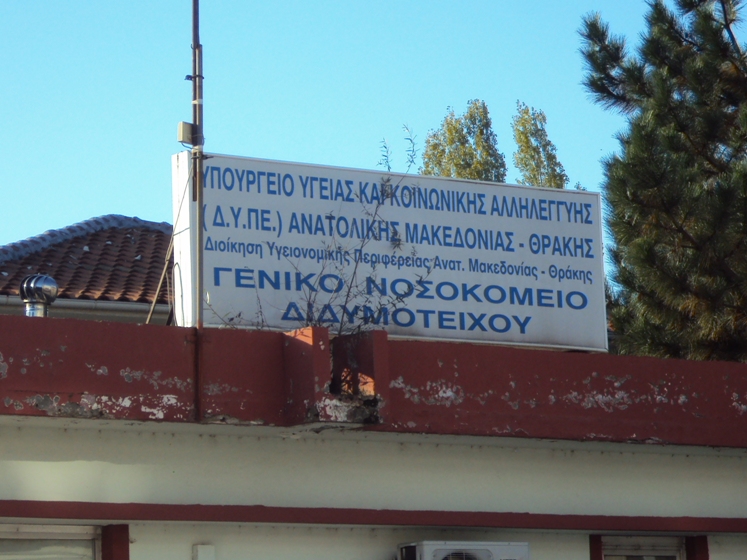 ΥΠΟΥΡΓΕΙΟ ΥΓΕΙΑΣ ΚΑΙ ΚΟΙΝΩΝΙΚΗΣ ΑΛΛΗΛΕΓΓΥΗΣ
( Δ.Υ.ΠΕ.) ΑΝΑΤΟΛΙΚΗΣ ΜΑΚΕΔΟΝΙΑΣ - ΘΡΑΚΗΣ
Διοίκηση Υγειονομικής Περιφέρειας Ανατ. Μακεδονίας - Θράκης
ΓΕΝΙΚΟ ΝΟΣΟΚΟΜΕΙΟ
ΔΙΔΥΜΟΤΕΙΧΟΥ